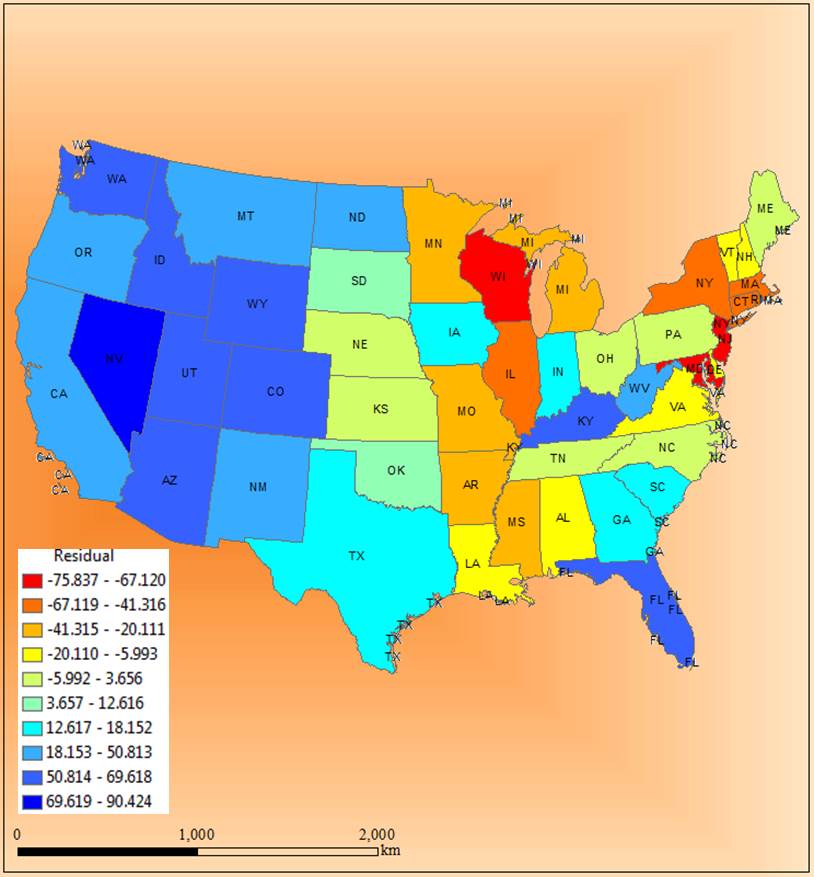 WA
WA
WA
MT
ND
MN
MI
MI
MI
MI
ME
ME
OR
ID
SD
WI
WI
MI
VT
NH
NY
MA
CT
RI
MA
WY
NE
IA
NV
UT
CO
CA
KS
MO
IL
IN
OH
PA
NY
NY
NJ
MD
DE
WV
VA
VA
KY
KY
NC
NC
NC
NC
TN
CA
CA
CA
AZ
NM
OK
AR
MS
AL
GA
SC
SC
GA
TX
LA
LA
LA
FL
FL
FL
FL
FL
FL
TX
TX
TX
TX
Residual
-75.837 - -67.120
-67.119 - -41.316
-41.315 - -20.111
-20.110 - -5.993
-5.992 - 3.656
3.657 - 12.616
12.617 - 18.152
18.153 - 50.813
50.814 - 69.618
69.619 - 90.424
0 1,000 2,000
km